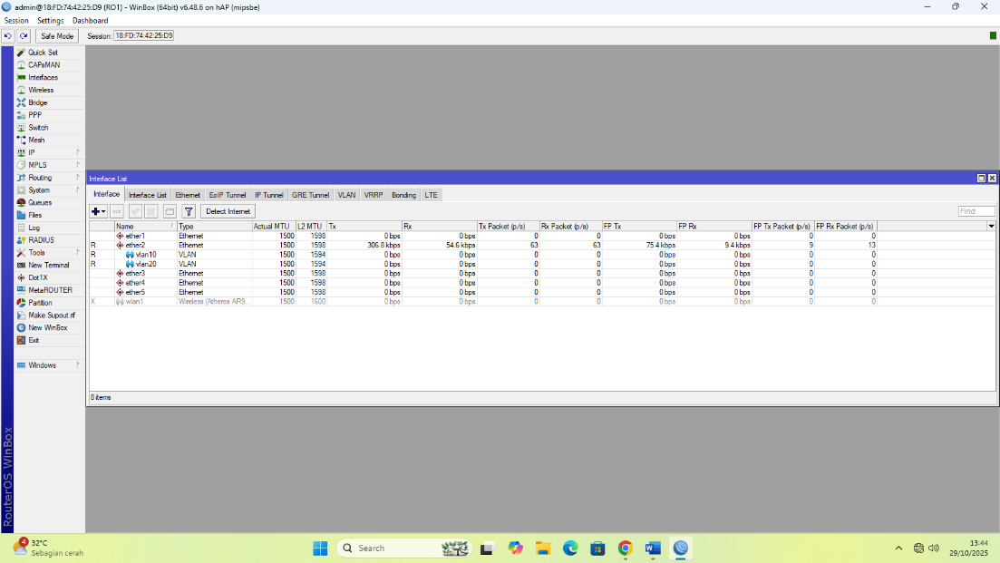 admin@18:FD:74:42:25:D9 (RO1) - WinBox (64bit) v6.48.6 on hAP (mipsbe)
Session Settings Dashboard
Safe Mode Session: 18:FD:74:42:25:D9
Quick Set
CAPsMAN
Interfaces
Wireless
Bridge
PPP
Switch
Mesh
IP
MPLS
Routing
System
Queues
Files
Log
RADIUS
Tools
New Terminal
Dot1X
MetaROUTER
Partition
Make Supout.rif
New WinBox
Exit
Windows
RouterOS WinBox
Interface List
Interface Interface List Ethernet EoIP Tunnel IP Tunnel GRE Tunnel VLAN VRRP Bonding LTE
Detect Internet Find
Name / Type Actual MTU L2 MTU Tx Rx Tx Packet (p/s) Rx Packet (p/s) FP Tx FP Rx FP Tx Packet (p/s) FP Rx Packet (p/s)
ether1 Ethernet 1500 1598 0 bps 0 bps 0 0 0 bps 0 bps 0 0
R ether2 Ethernet 1500 1598 306.8 kbps 54.6 kbps 63 63 75.4 kbps 9.4 kbps 9 13
R vlan10 VLAN 1500 1594 0 bps 0 bps 0 0 0 bps 0 bps 0 0
R vlan20 VLAN 1500 1594 0 bps 0 bps 0 0 0 bps 0 bps 0 0
ether3 Ethernet 1500 1598 0 bps 0 bps 0 0 0 bps 0 bps 0 0
ether4 Ethernet 1500 1598 0 bps 0 bps 0 0 0 bps 0 bps 0 0
ether5 Ethernet 1500 1598 0 bps 0 bps 0 0 0 bps 0 bps 0 0
X wlan1 Wireless (Atheros AR9... 1500 1600 0 bps 0 bps 0 0 0 bps 0 bps 0 0
8 items
4
32°C
Sebagian cerah
Search
13:44
29/10/2025